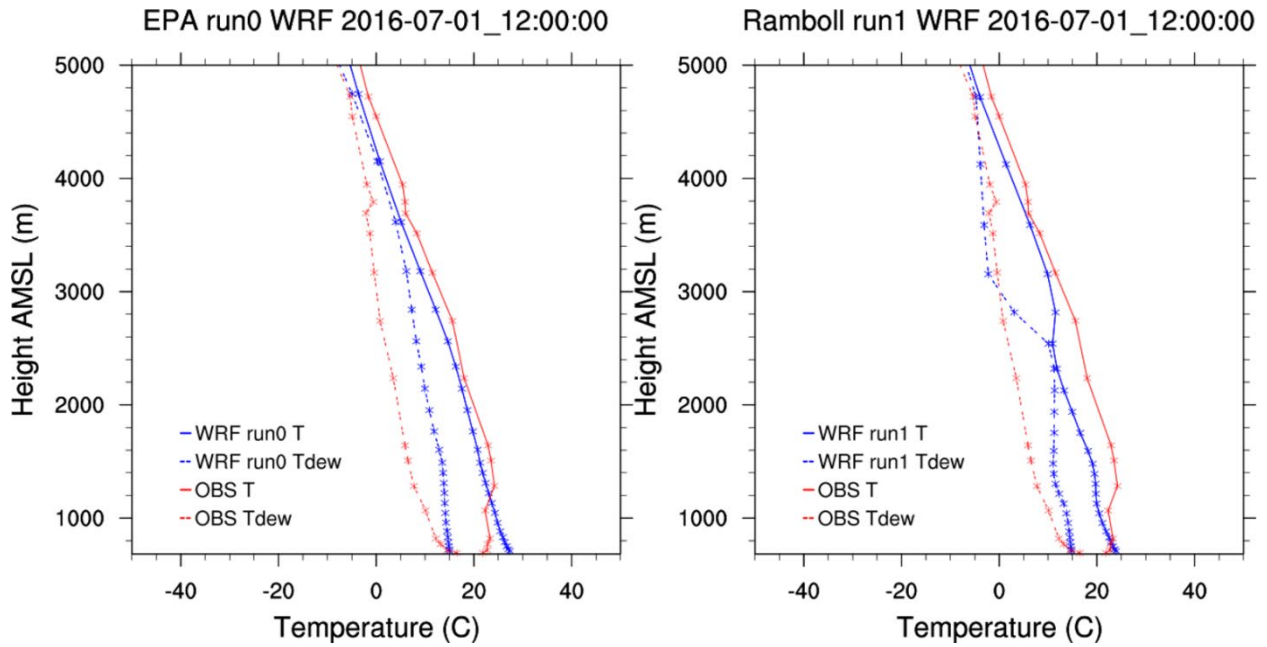 EPA run0 WRF 2016-07-01_12:00:00
5000
4000
3000
2000
1000
Height AMSL (m)
WRF run0 T
WRF run0 Tdew
OBS T
OBS Tdew
-40 -20 0 20 40
Temperature (C)
Ramboll run1 WRF 2016-07-01_12:00:00
5000
4000
3000
2000
1000
Height AMSL (m)
WRF run1 T
WRF run1 Tdew
OBS T
OBS Tdew
-40 -20 0 20 40
Temperature (C)